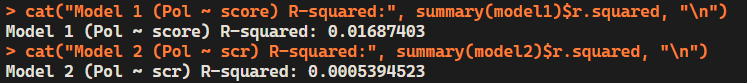 > cat("Model 1 (Pol ~ score) R-squared:", summary(model1)$r.squared, "\n")
Model 1 (Pol ~ score) R-squared: 0.01687403
> cat("Model 2 (Pol ~ scr) R-squared:", summary(model2)$r.squared, "\n")
Model 2 (Pol ~ scr) R-squared: 0.0005394523